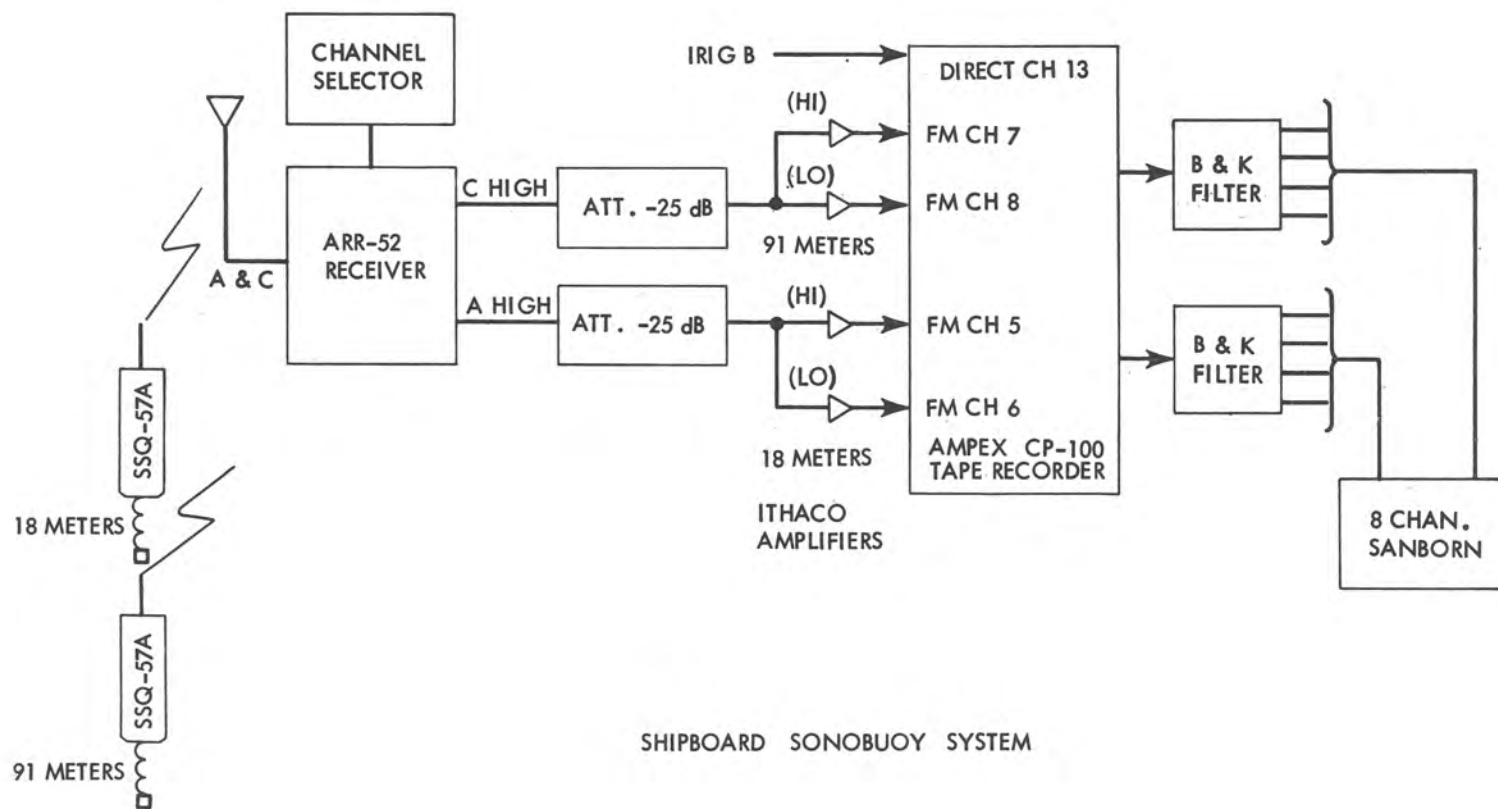 CHANNEL
SELECTOR
IRIG B
DIRECT CH 13
(HI)
FM CH 7
(LO)
FM CH 8
91 METERS
C HIGH
ATT. -25 dB
ARR-52
RECEIVER
A & C
A HIGH
ATT. -25 dB
(HI)
FM CH 5
(LO)
FM CH 6
18 METERS
AMPEX CP-100
TAPE RECORDER
ITHACO
AMPLIFIERS
B & K
FILTER
B & K
FILTER
8 CHAN.
SANBORN
SSQ-57A
18 METERS
SSQ-57A
91 METERS
SHIPBOARD SONOBUOY SYSTEM